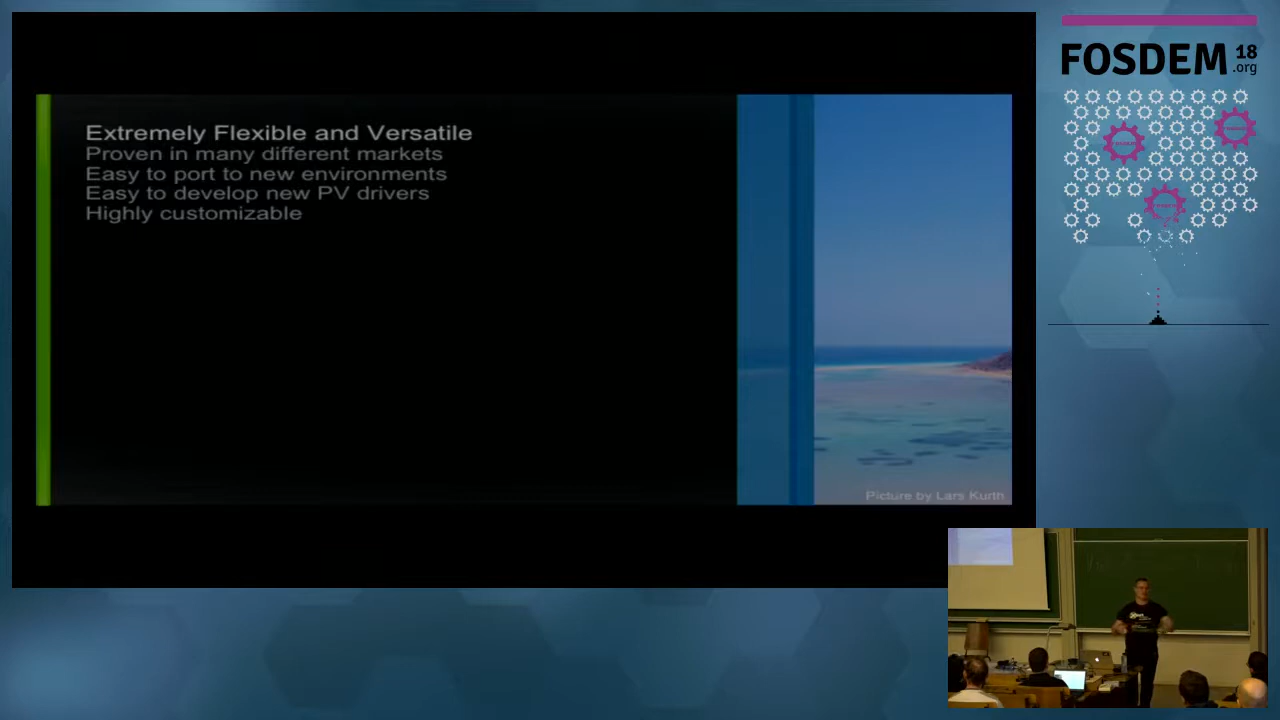 Extremely Flexible and Versatile
Proven in many different markets
Easy to port to new environments
Easy to develop new PV drivers
Highly customizable
Picture by Lars Kurth
FOSDEM 18
.org